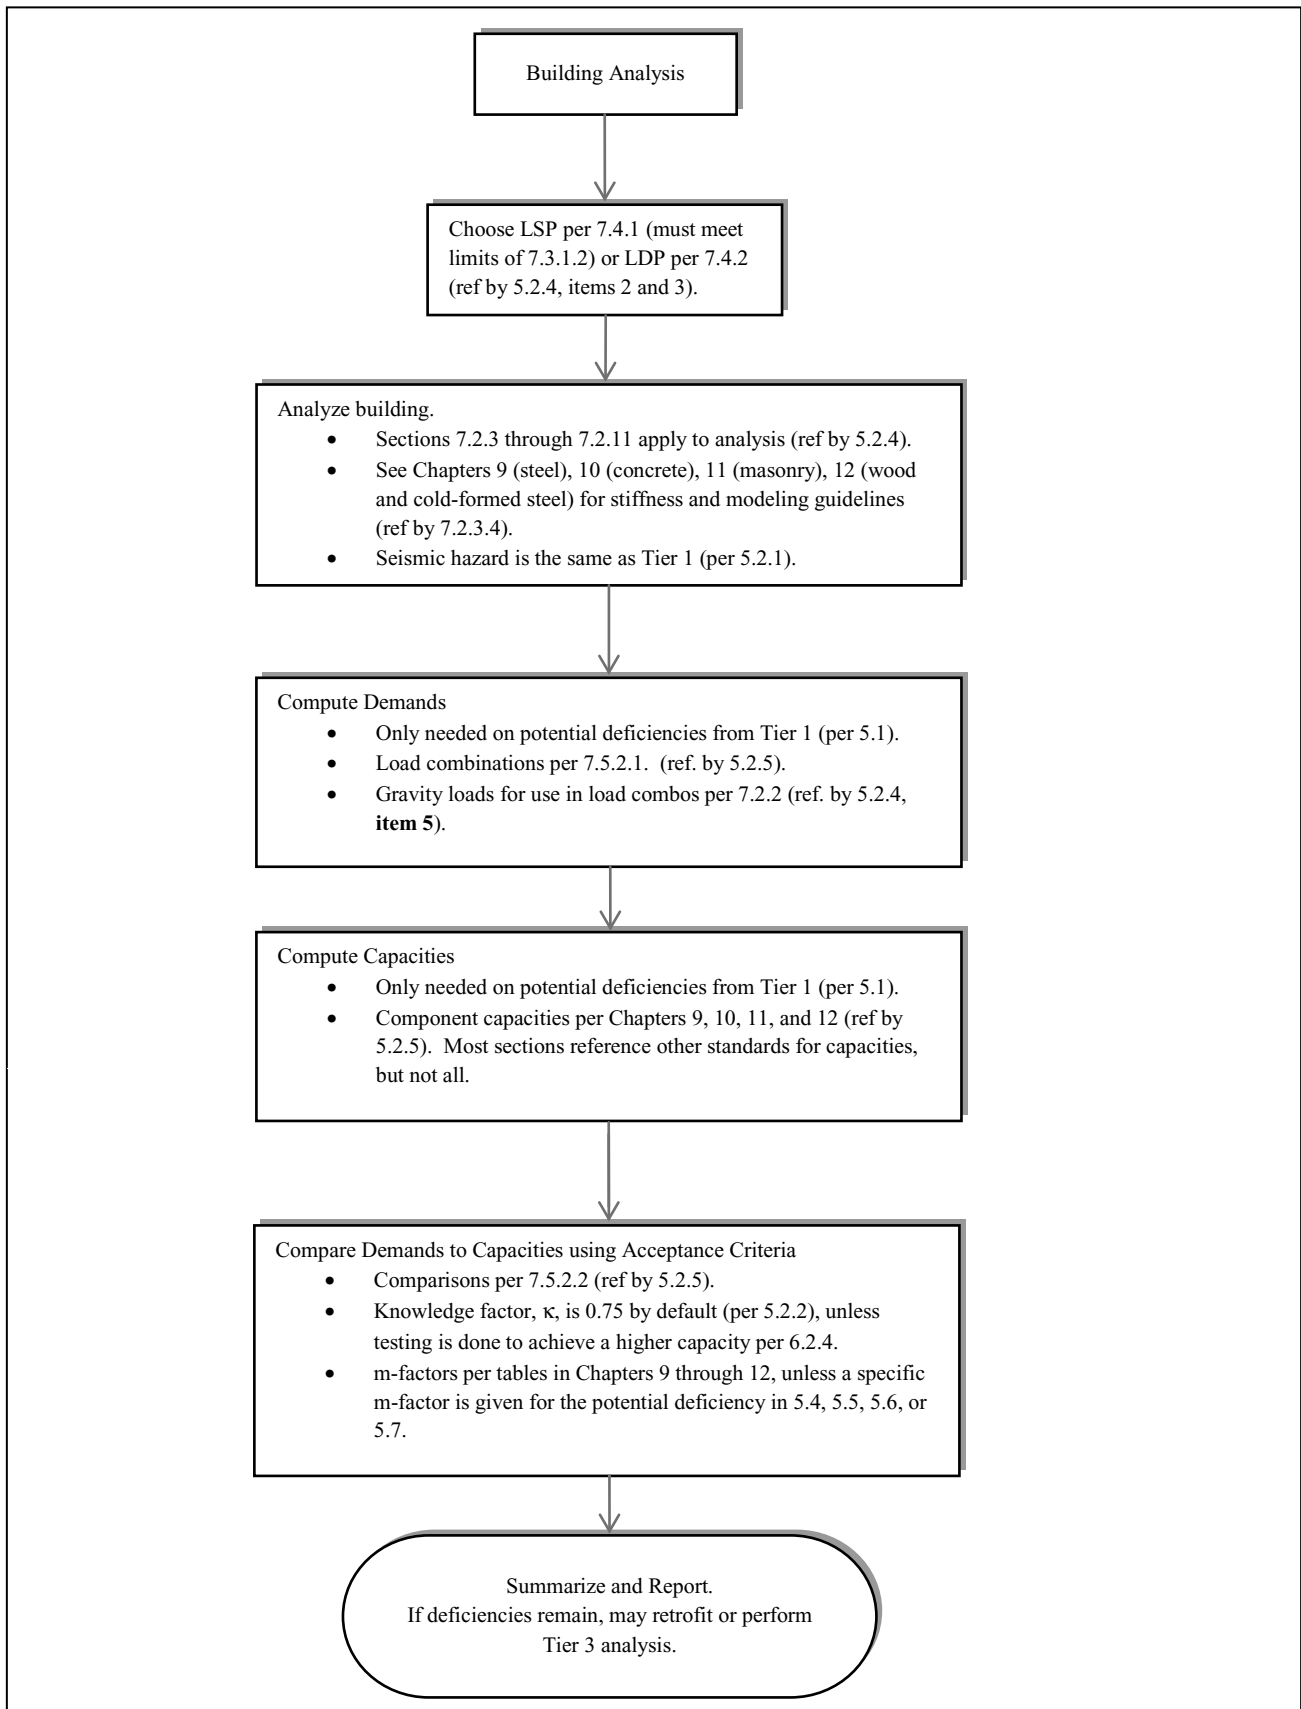 Building Analysis
Choose LSP per 7.4.1 (must meet
limits of 7.3.1.2) or LDP per 7.4.2
(ref by 5.2.4, items 2 and 3).
Analyze building.
• Sections 7.2.3 through 7.2.11 apply to analysis (ref by 5.2.4).
• See Chapters 9 (steel), 10 (concrete), 11 (masonry), 12 (wood
and cold-formed steel) for stiffness and modeling guidelines
(ref by 7.2.3.4).
• Seismic hazard is the same as Tier 1 (per 5.2.1).
Compute Demands
• Only needed on potential deficiencies from Tier 1 (per 5.1).
• Load combinations per 7.5.2.1. (ref. by 5.2.5).
• Gravity loads for use in load combos per 7.2.2 (ref. by 5.2.4,
item 5).
Compute Capacities
• Only needed on potential deficiencies from Tier 1 (per 5.1).
• Component capacities per Chapters 9, 10, 11, and 12 (ref by
5.2.5). Most sections reference other standards for capacities,
but not all.
Compare Demands to Capacities using Acceptance Criteria
• Comparisons per 7.5.2.2 (ref by 5.2.5).
• Knowledge factor, κ, is 0.75 by default (per 5.2.2), unless
testing is done to achieve a higher capacity per 6.2.4.
• m-factors per tables in Chapters 9 through 12, unless a specific
m-factor is given for the potential deficiency in 5.4, 5.5, 5.6, or
5.7.
Summarize and Report.
If deficiencies remain, may retrofit or perform
Tier 3 analysis.